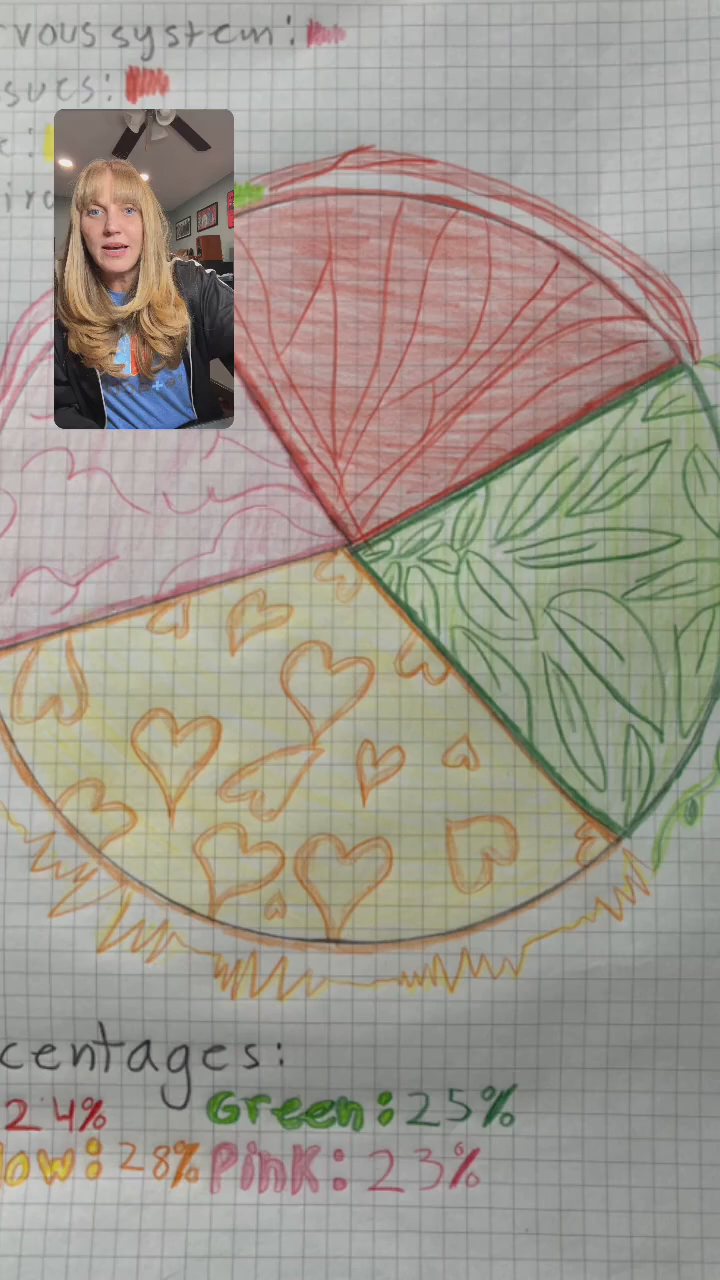 rvous system:
sues:
centages:
24% Green: 25%
low: 28% Pink: 23%